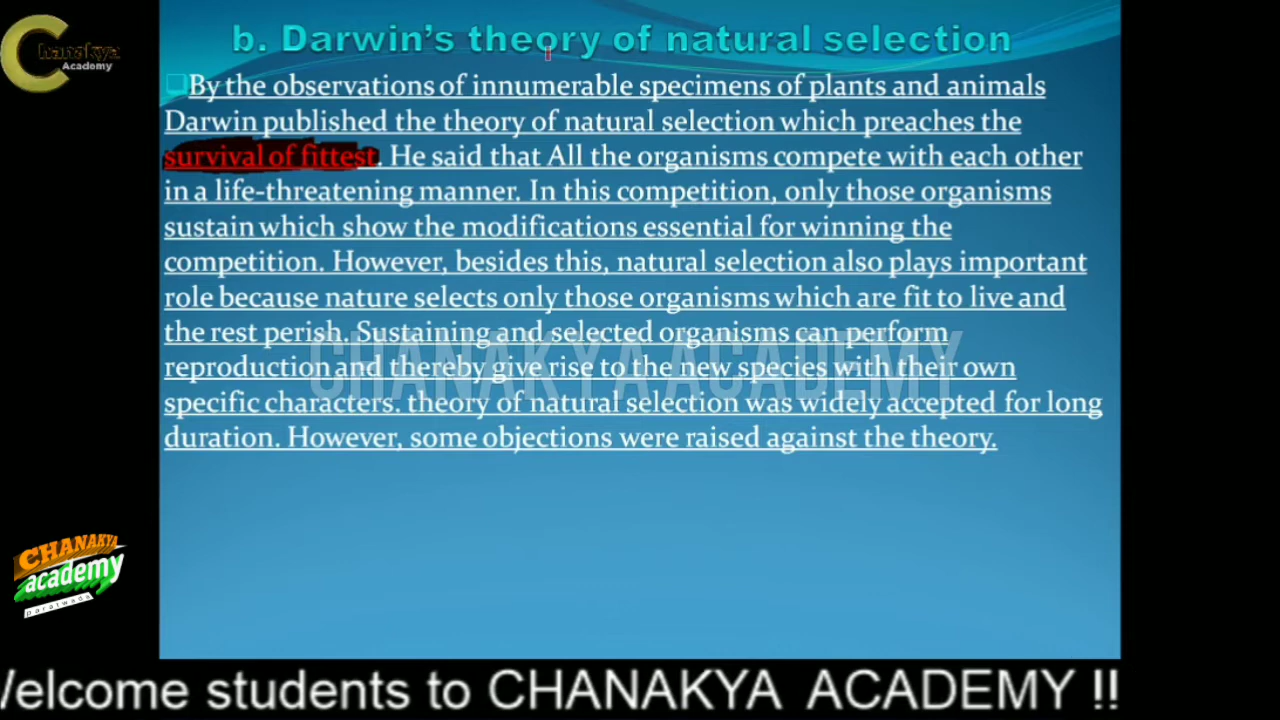 Chanakya
Academy
b. Darwin's theory of natural selection
By the observations of innumerable specimens of plants and animals
Darwin published the theory of natural selection which preaches the
survival of fittest. He said that All the organisms compete with each other
in a life-threatening manner. In this competition, only those organisms
sustain which show the modifications essential for winning the
competition. However, besides this, natural selection also plays important
role because nature selects only those organisms which are fit to live and
the rest perish. Sustaining and selected organisms can perform
reproduction and thereby give rise to the new species with their own
specific characters. theory of natural selection was widely accepted for long
duration. However, some objections were raised against the theory.
CHANAKYA ACADEMY
CHANAKYA
academy
paratwada
elcome students to CHANAKYA ACADEMY !!